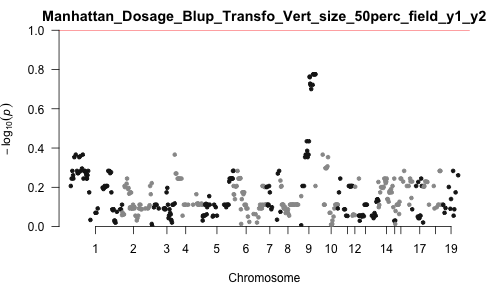 Manhattan_Dosage_Blup_Transfo_Vert_size_50perc_field_y1_y2
1.0
0.8
0.6
0.4
0.2
0.0
− log₁₀(p)
1 2 3 4 5 6 7 8 9 10 12 14 17 19
Chromosome